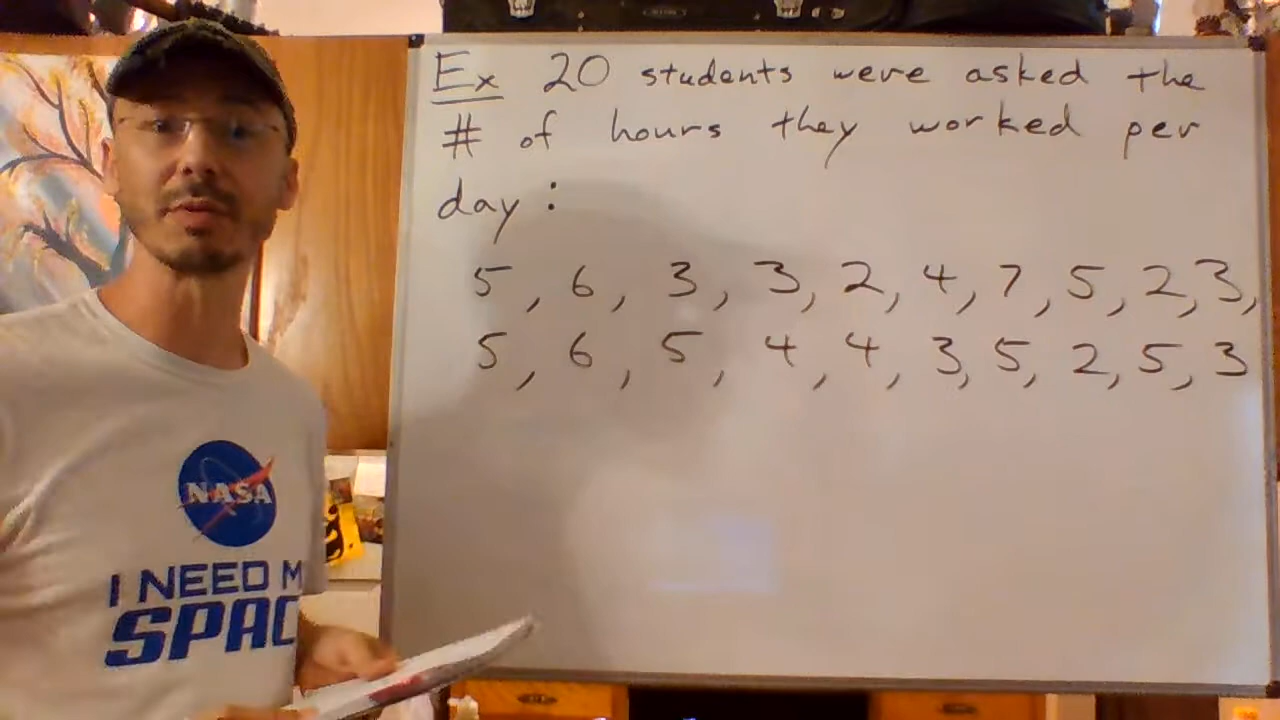 Ex 20 students were asked the
# of hours they worked per
day:
5, 6, 3, 3, 2, 4, 7, 5, 2, 3,
5, 6, 5, 4, 4, 3, 5, 2, 5, 3
NASA
I NEED M
SPAC